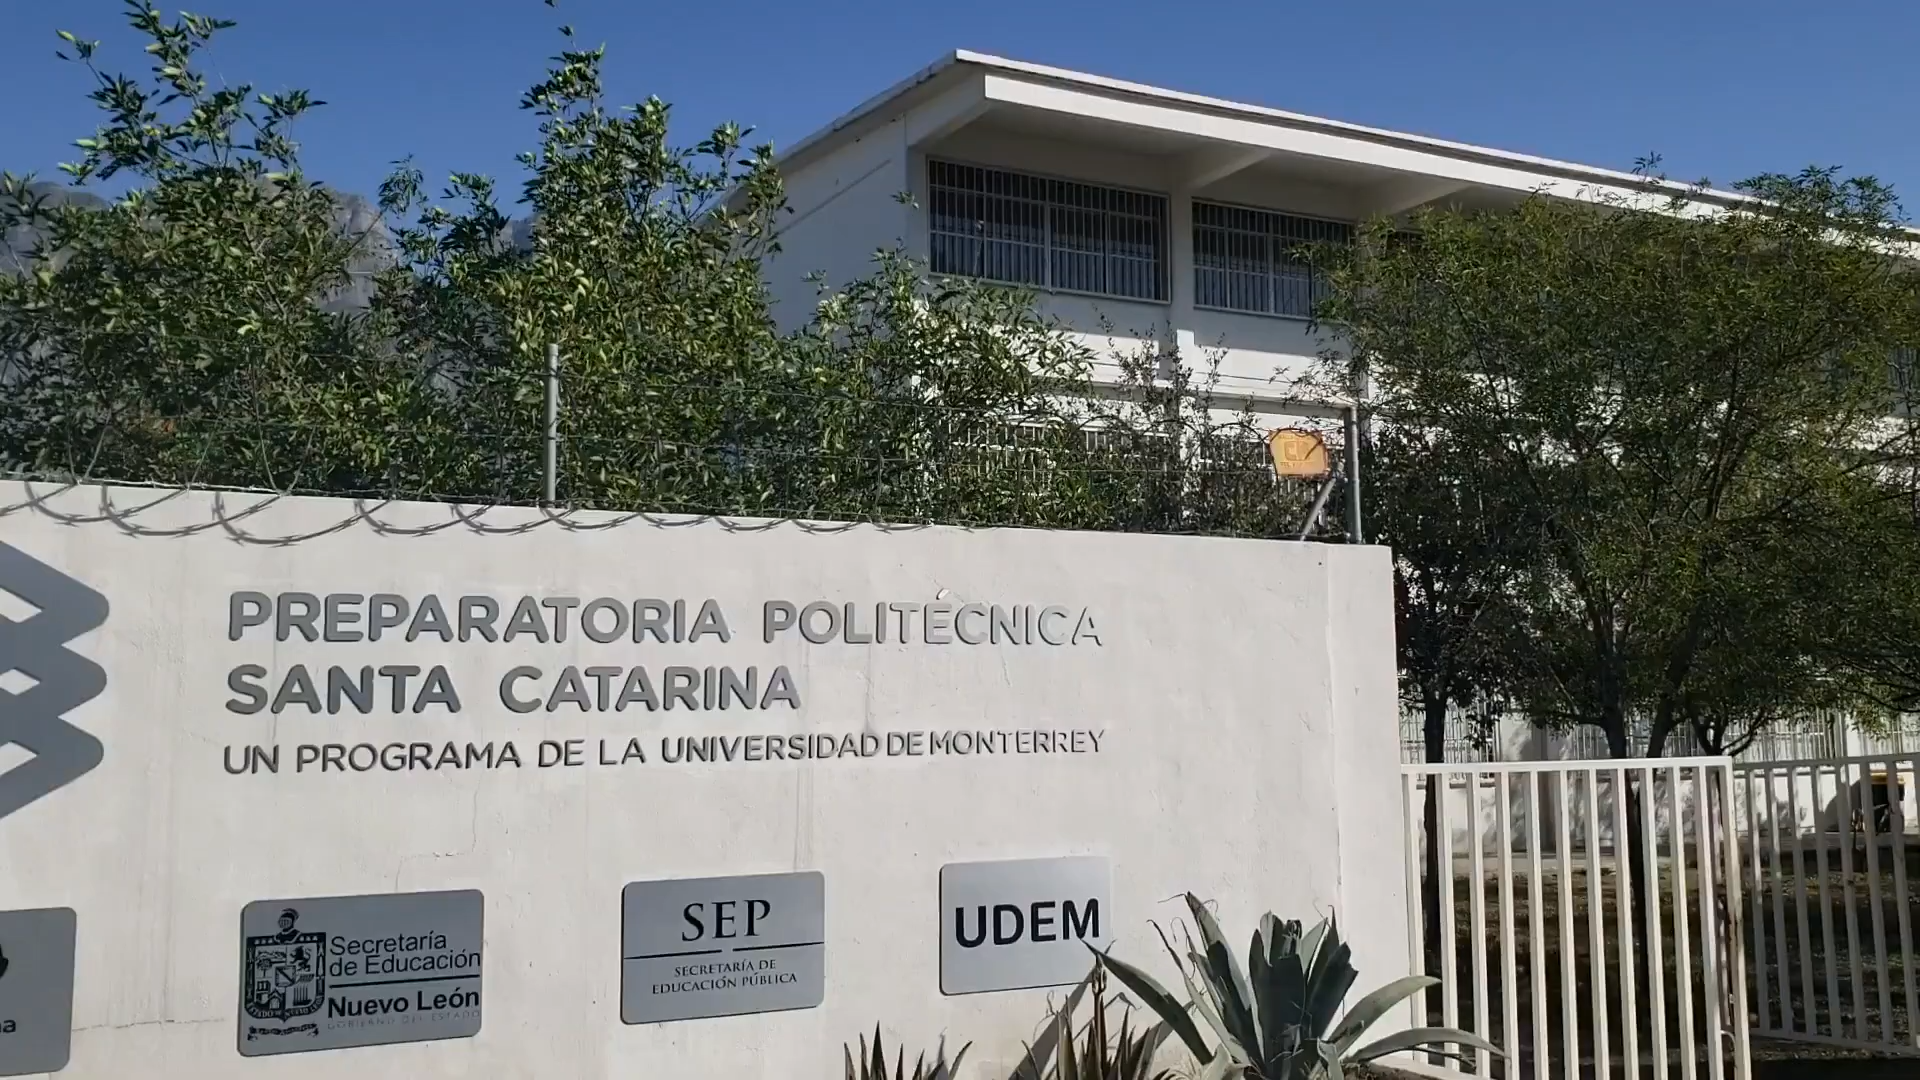 PREPARATORIA POLITÉCNICA
SANTA CATARINA
UN PROGRAMA DE LA UNIVERSIDAD DE MONTERREY
Secretaría
de Educación
Nuevo León
GOBIERNO DEL ESTADO
SEP
SECRETARÍA DE
EDUCACIÓN PÚBLICA
UDEM